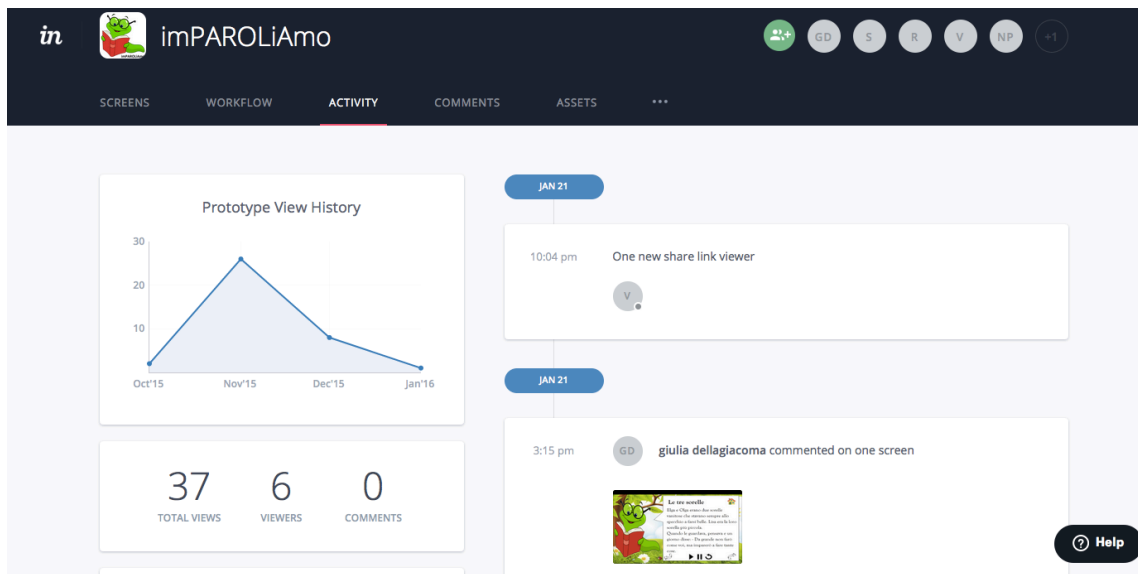 in
imPAROLiAmo
GD S R V NP +1
SCREENS WORKFLOW ACTIVITY COMMENTS ASSETS •••
Prototype View History
30
20
10
Oct'15 Nov'15 Dec'15 Jan'16
37 6 0
TOTAL VIEWS VIEWERS COMMENTS
JAN 21
10:04 pm One new share link viewer
V
JAN 21
3:15 pm GD giulia dellagiacoma commented on one screen
Le tre sorelle
Help